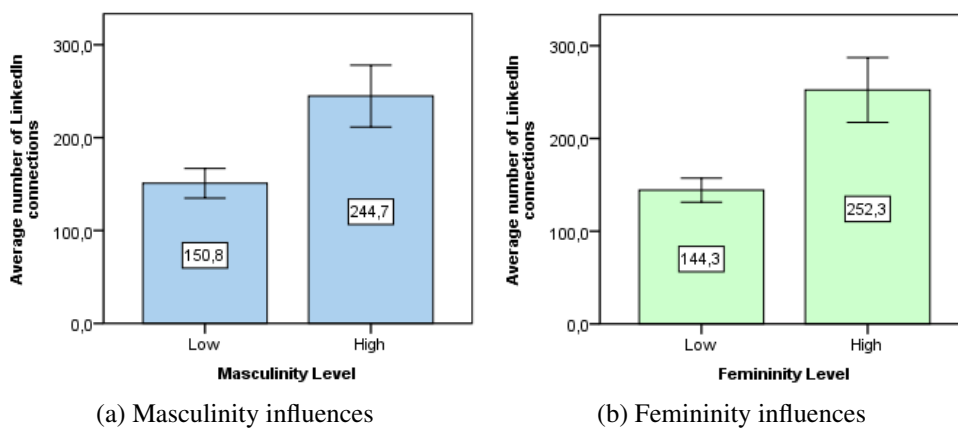 Average number of LinkedIn
connections
300,0
200,0
100,0
0,0
150,8
244,7
Low
High
Masculinity Level
(a) Masculinity influences
Average number of LinkedIn
connections
300,0
200,0
100,0
0,0
144,3
252,3
Low
High
Femininity Level
(b) Femininity influences